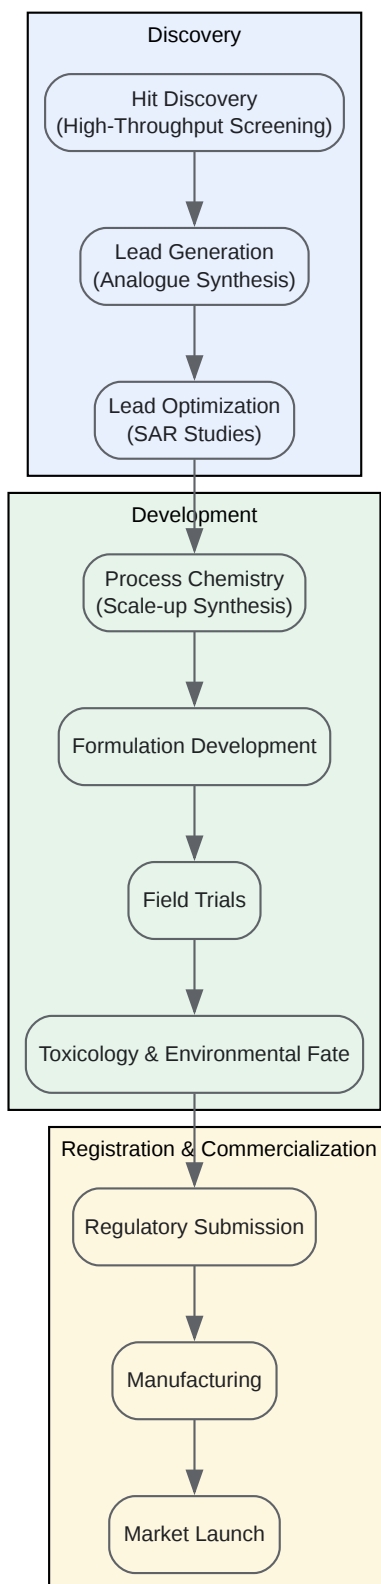 Discovery
Hit Discovery
(High-Throughput Screening)
Lead Generation
(Analogue Synthesis)
Lead Optimization
(SAR Studies)
Development
Process Chemistry
(Scale-up Synthesis)
Formulation Development
Field Trials
Toxicology & Environmental Fate
Registration & Commercialization
Regulatory Submission
Manufacturing
Market Launch